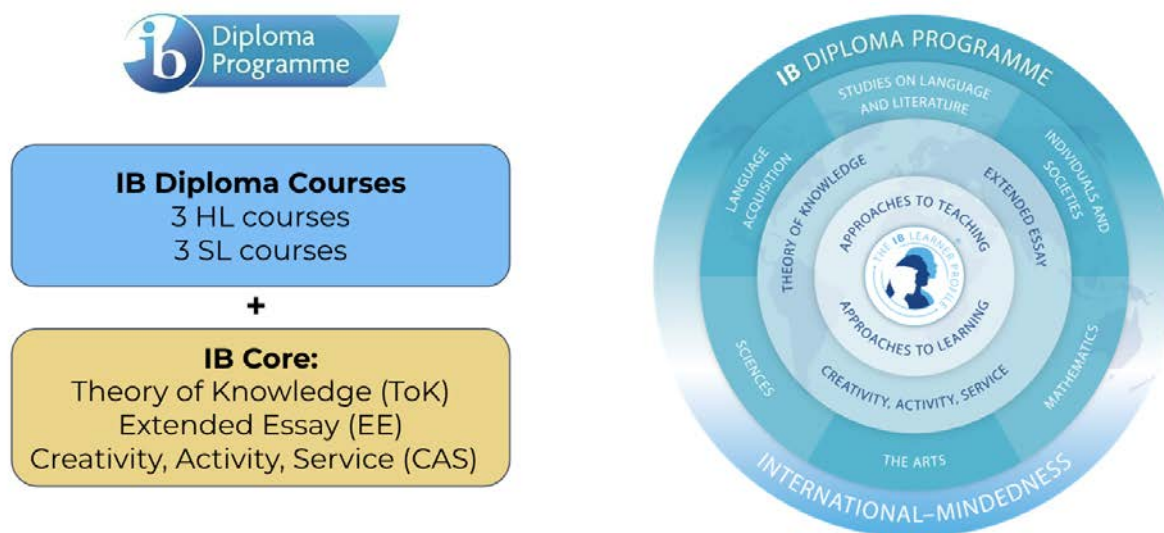 ib
Diploma
Programme
IB Diploma Courses
3 HL courses
3 SL courses
+
IB Core:
Theory of Knowledge (ToK)
Extended Essay (EE)
Creativity, Activity, Service (CAS)
IB DIPLOMA PROGRAMME
STUDIES ON LANGUAGE
AND LITERATURE
LANGUAGE
ACQUISITION
INDIVIDUALS AND
SOCIETIES
THEORY OF KNOWLEDGE
EXTENDED ESSAY
APPROACHES TO TEACHING
THE IB LEARNER PROFILE
APPROACHES TO LEARNING
SCIENCES
CREATIVITY, ACTIVITY, SERVICE
MATHEMATICS
THE ARTS
INTERNATIONAL–MINDEDNESS